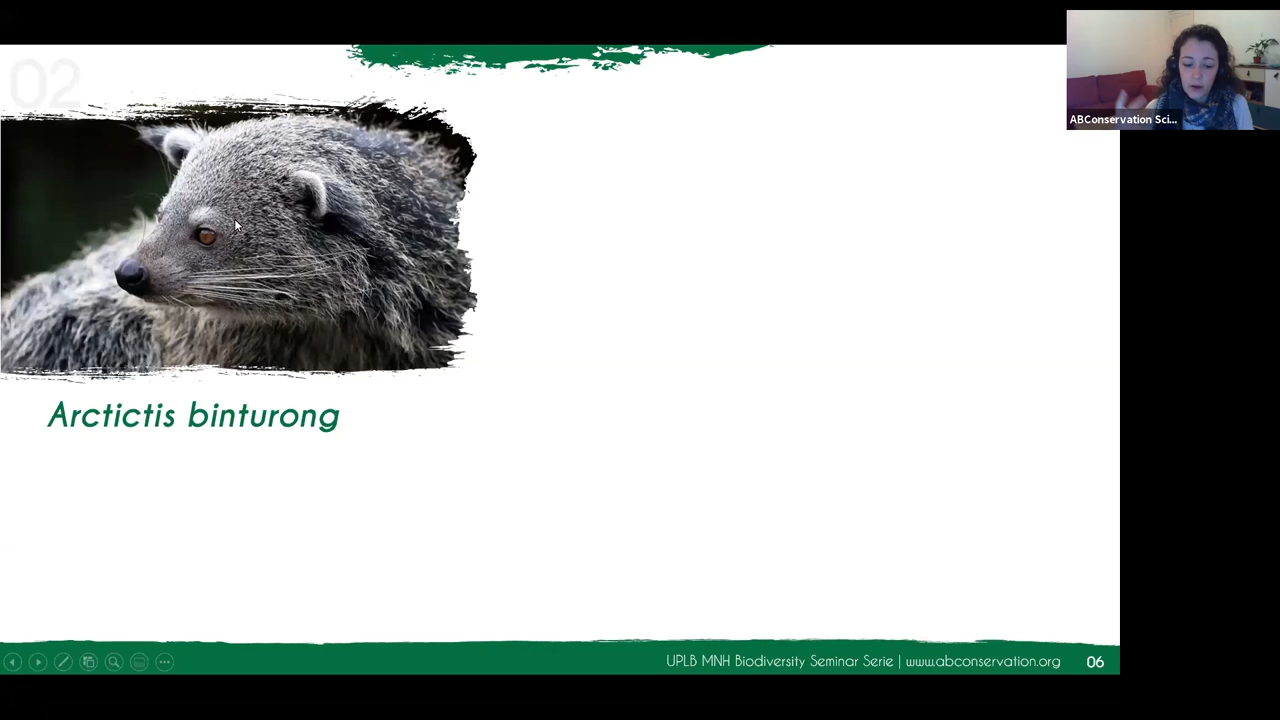 02
ABConservation Sci...
Arctictis binturong
UPLB MNH Biodiversity Seminar Serie | www.abconservation.org 06